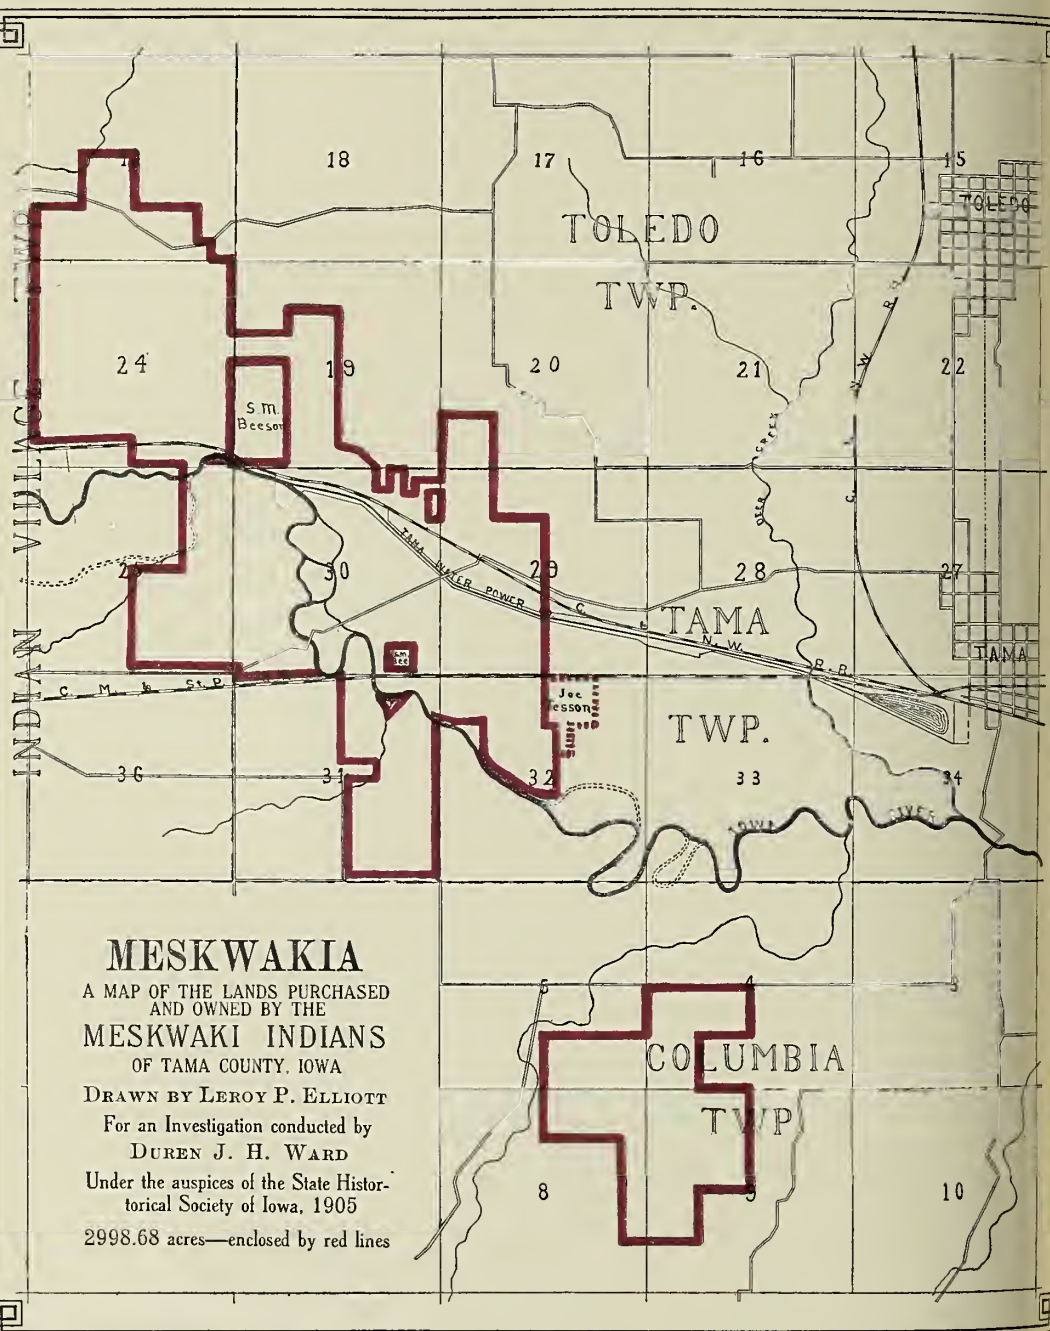 18
17
16
15
TOLEDO
TOLEDO
TWP.
R.R.
24
19
20
21
22
N.W.
S.M.
Beeson
CREEK
DEER
C.
INDIAN VILLAGE TWP.
30
29
28
27
TAMA WATER POWER
C. & N.W. R.R.
TAMA
TAMA
C. M. & St. P.
Joe
Tesson
TWP.
36
31
32
33
34
IOWA RIVER
MESKWAKIA
A MAP OF THE LANDS PURCHASED
AND OWNED BY THE
MESKWAKI INDIANS
OF TAMA COUNTY, IOWA
DRAWN BY LEROY P. ELLIOTT
For an Investigation conducted by
DUREN J. H. WARD
Under the auspices of the State Histor-
torical Society of Iowa, 1905
2998.68 acres—enclosed by red lines
5
4
3
COLUMBIA
TWP
8
9
10